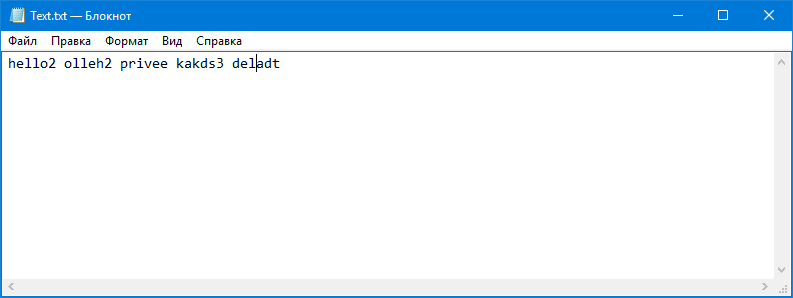 Text.txt — Блокнот
Файл Правка Формат Вид Справка
hello2 olleh2 privee kakds3 deladt